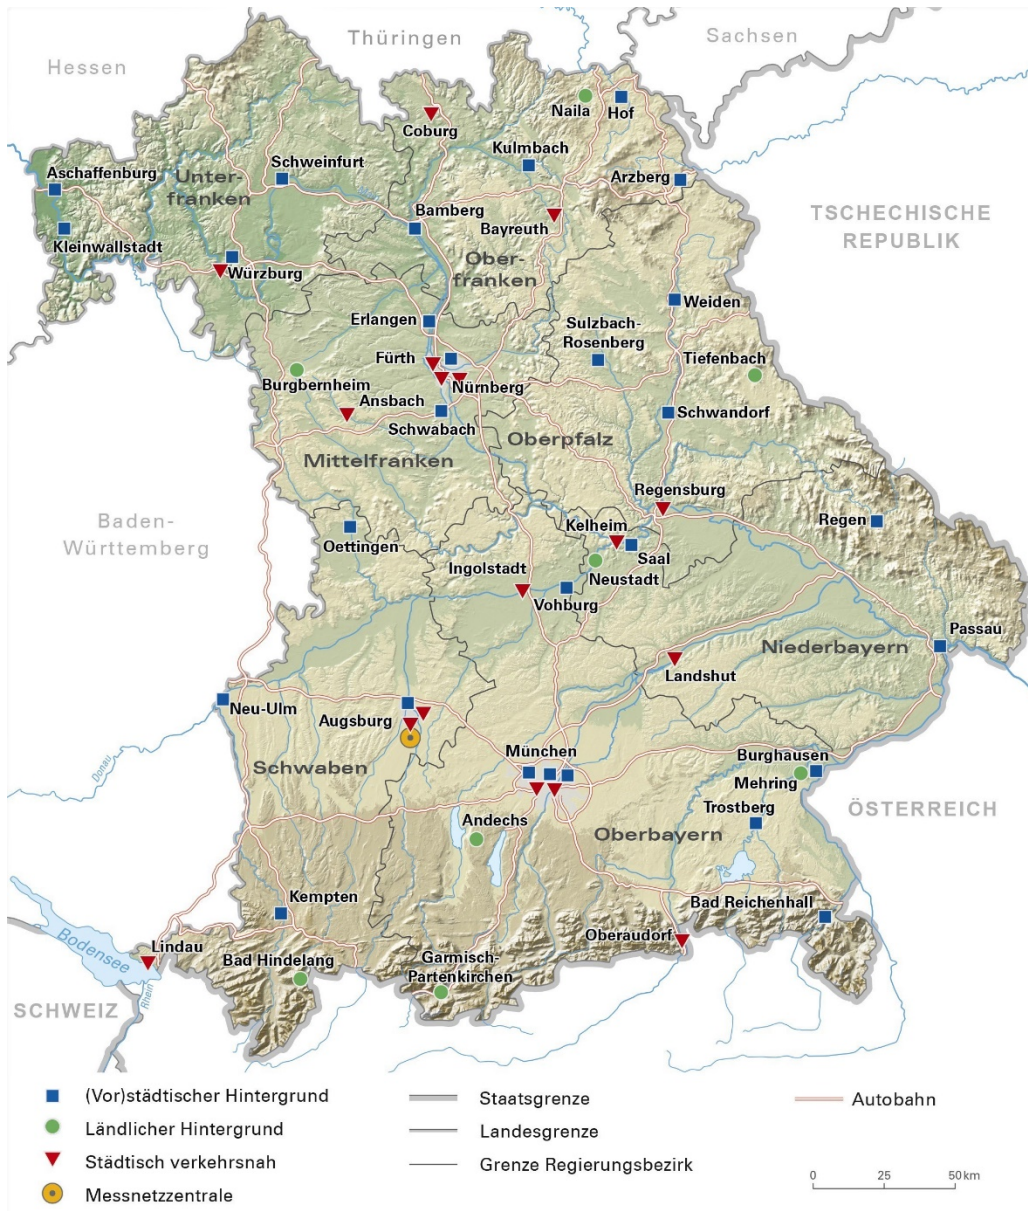 Thüringen
Sachsen
Hessen
Naila
Hof
Coburg
Kulmbach
Schweinfurt
Aschaffenburg
Unter-
franken
Arzberg
TSCHECHISCHE
REPUBLIK
Bamberg
Bayreuth
Kleinwallstadt
Ober-
franken
Würzburg
Weiden
Erlangen
Sulzbach-
Rosenberg
Fürth
Tiefenbach
Burgbernheim
Nürnberg
Ansbach
Schwabach
Schwandorf
Oberpfalz
Mittelfranken
Regensburg
Baden-
Württemberg
Kelheim
Regen
Oettingen
Saal
Ingolstadt
Neustadt
Vohburg
Passau
Niederbayern
Landshut
Neu-Ulm
Augsburg
Donau
München
Burghausen
Schwaben
Mehring
Trostberg
ÖSTERREICH
Andechs
Oberbayern
Kempten
Bad Reichenhall
Bodensee
Lindau
Oberaudorf
Bad Hindelang
Garmisch-
Partenkirchen
Rhein
SCHWEIZ
(Vor)städtischer Hintergrund
Staatsgrenze
Autobahn
Ländlicher Hintergrund
Landesgrenze
Städtisch verkehrsnah
Grenze Regierungsbezirk
0 25 50 km
Messnetzzentrale